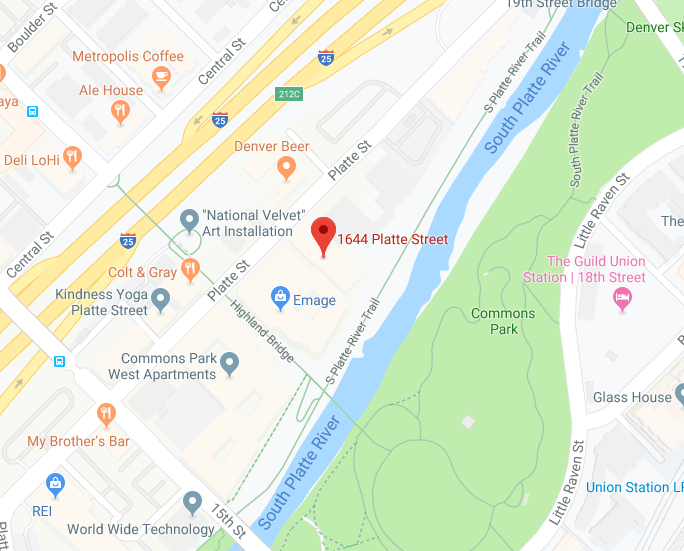 19th Street Bridge
Boulder St
Central St
Denver Sk
Metropolis Coffee
25
S Platte River Trail
South Platte River
Ale House
212C
South Platte River Trail
aya
25
Denver Beer
Platte St
Deli LoHi
Little Raven St
"National Velvet"
Art Installation
The
25
1644 Platte Street
Central St
The Guild Union
Station | 18th Street
Colt & Gray
Platte St
Kindness Yoga
Platte Street
Emage
Highland Bridge
Commons
Park
S Platte River Trail
Commons Park
West Apartments
Glass House
My Brother's Bar
South Platte River
Little Raven St
REI
Union Station LF
World Wide Technology
15th St
Platt